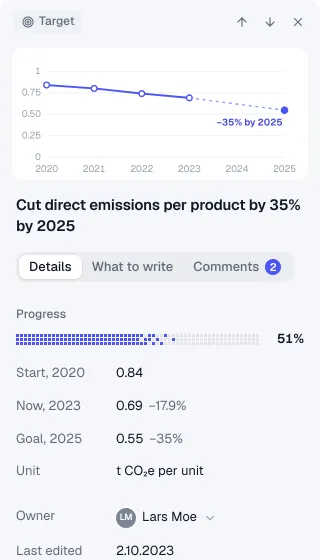 Target
1
0.75
0.50
0.25
0
−35% by 2025
2020 2021 2022 2023 2024 2025
Cut direct emissions per product by 35%
by 2025
Details What to write Comments 2
Progress
51%
Start, 2020 0.84
Now, 2023 0.69 −17.9%
Goal, 2025 0.55 −35%
Unit t CO₂e per unit
Owner LM Lars Moe
Last edited 2.10.2023